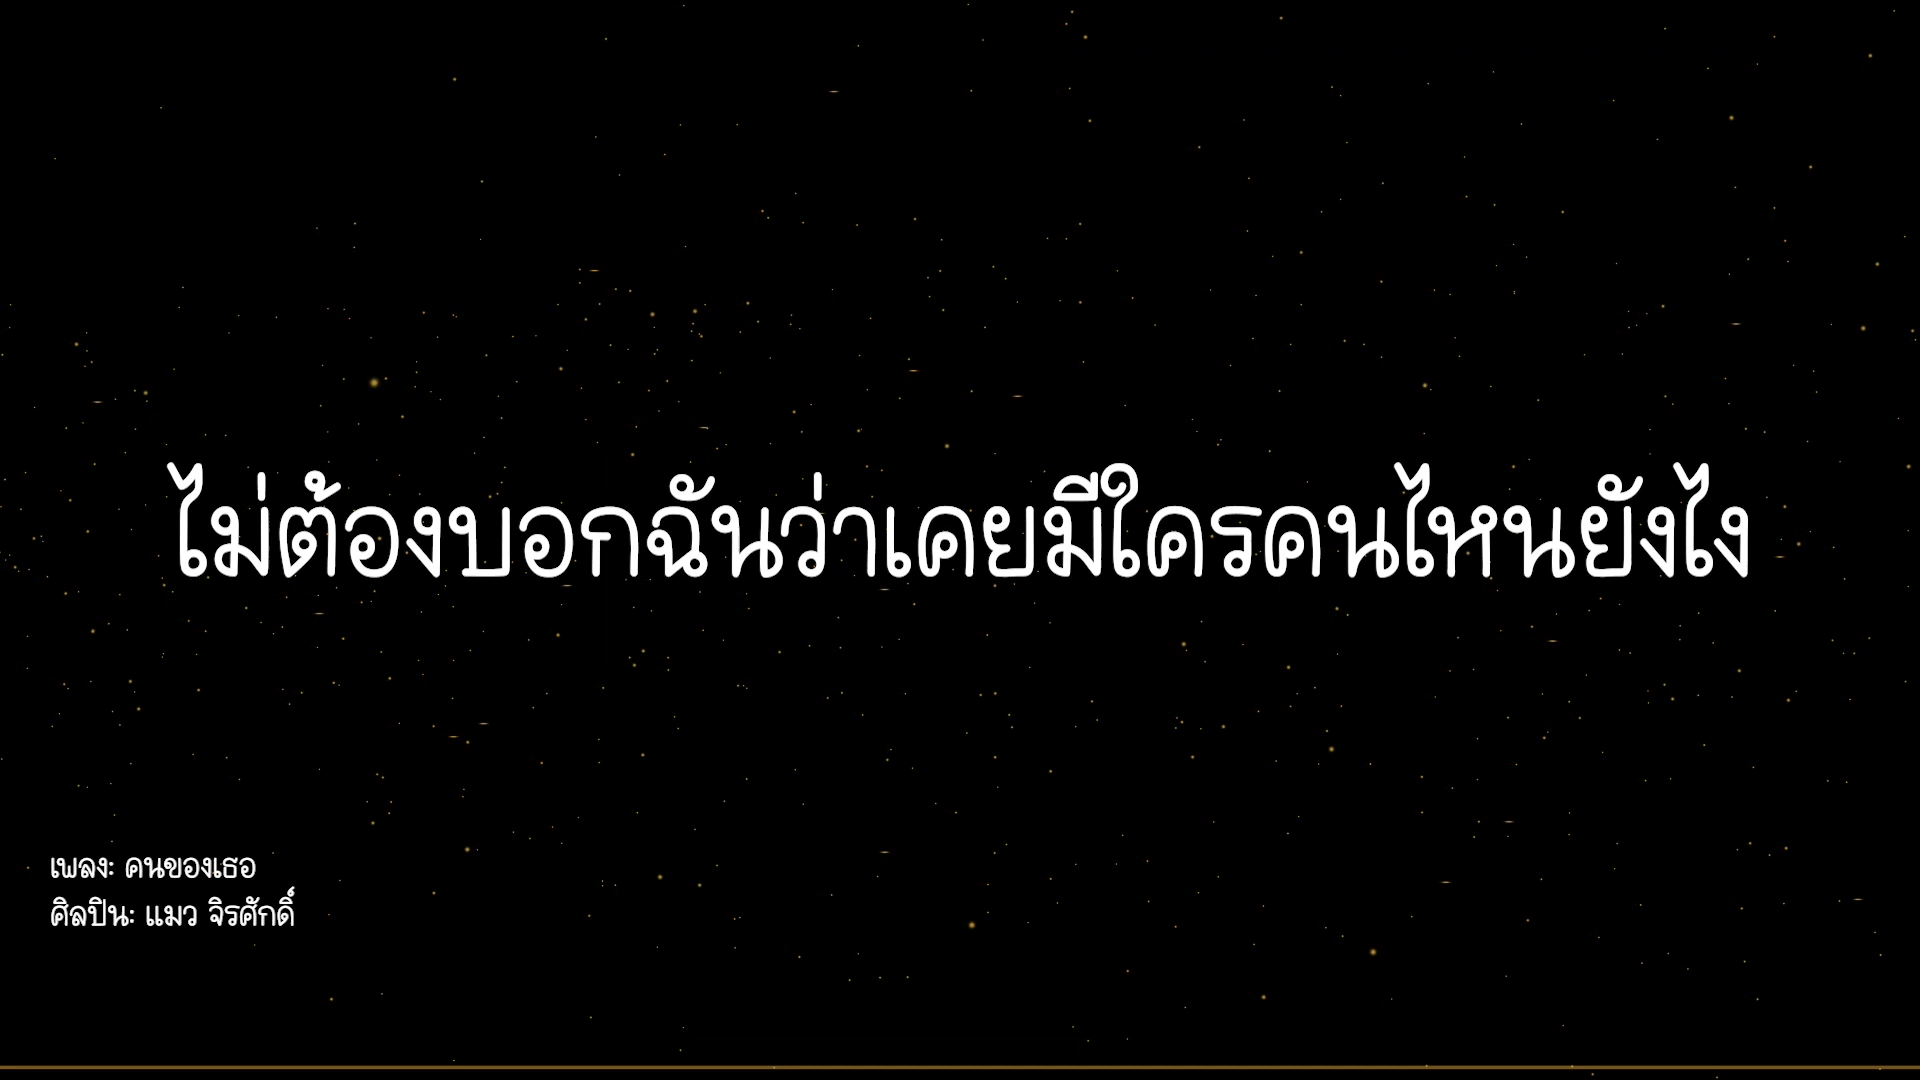 ไม่ต้องบอกฉันว่าเคยมีใครคนไหนยังไง
เพลง: คนของเธอ
ศิลปิน: แมว จิรศักดิ์